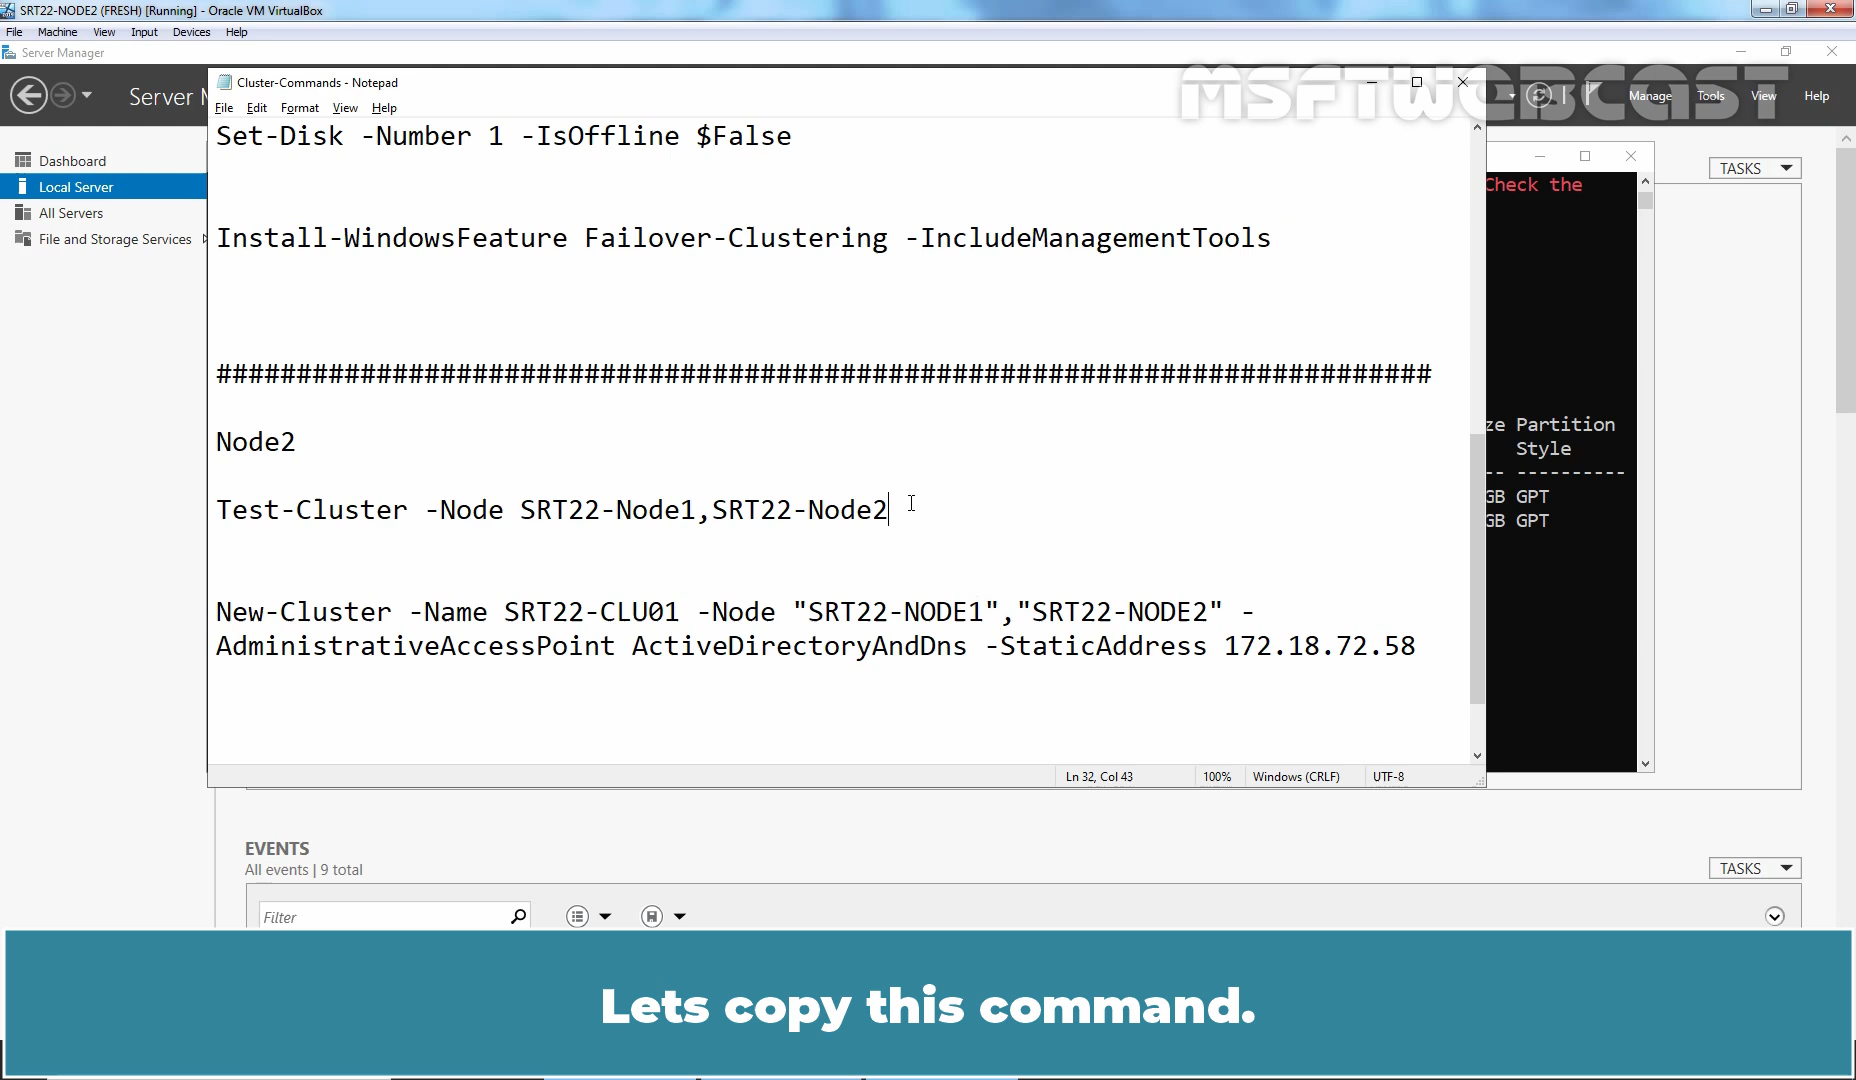 SRT22-NODE2 (FRESH) [Running] - Oracle VM VirtualBox
File Machine View Input Devices Help
Server Manager
Server M
Manage Tools View Help
MSFTWEBCAST
Cluster-Commands - Notepad
File Edit Format View Help
Dashboard
Local Server
All Servers
File and Storage Services
TASKS
Set-Disk -Number 1 -IsOffline $False
Install-WindowsFeature Failover-Clustering -IncludeManagementTools
############################################################################
Node2
Test-Cluster -Node SRT22-Node1,SRT22-Node2
New-Cluster -Name SRT22-CLU01 -Node "SRT22-NODE1","SRT22-NODE2" -
AdministrativeAccessPoint ActiveDirectoryAndDns -StaticAddress 172.18.72.58
Ln 32, Col 43 100% Windows (CRLF) UTF-8
Check the
ze Partition
Style
-- ----------
GB GPT
GB GPT
EVENTS
All events | 9 total
TASKS
Filter
Lets copy this command.